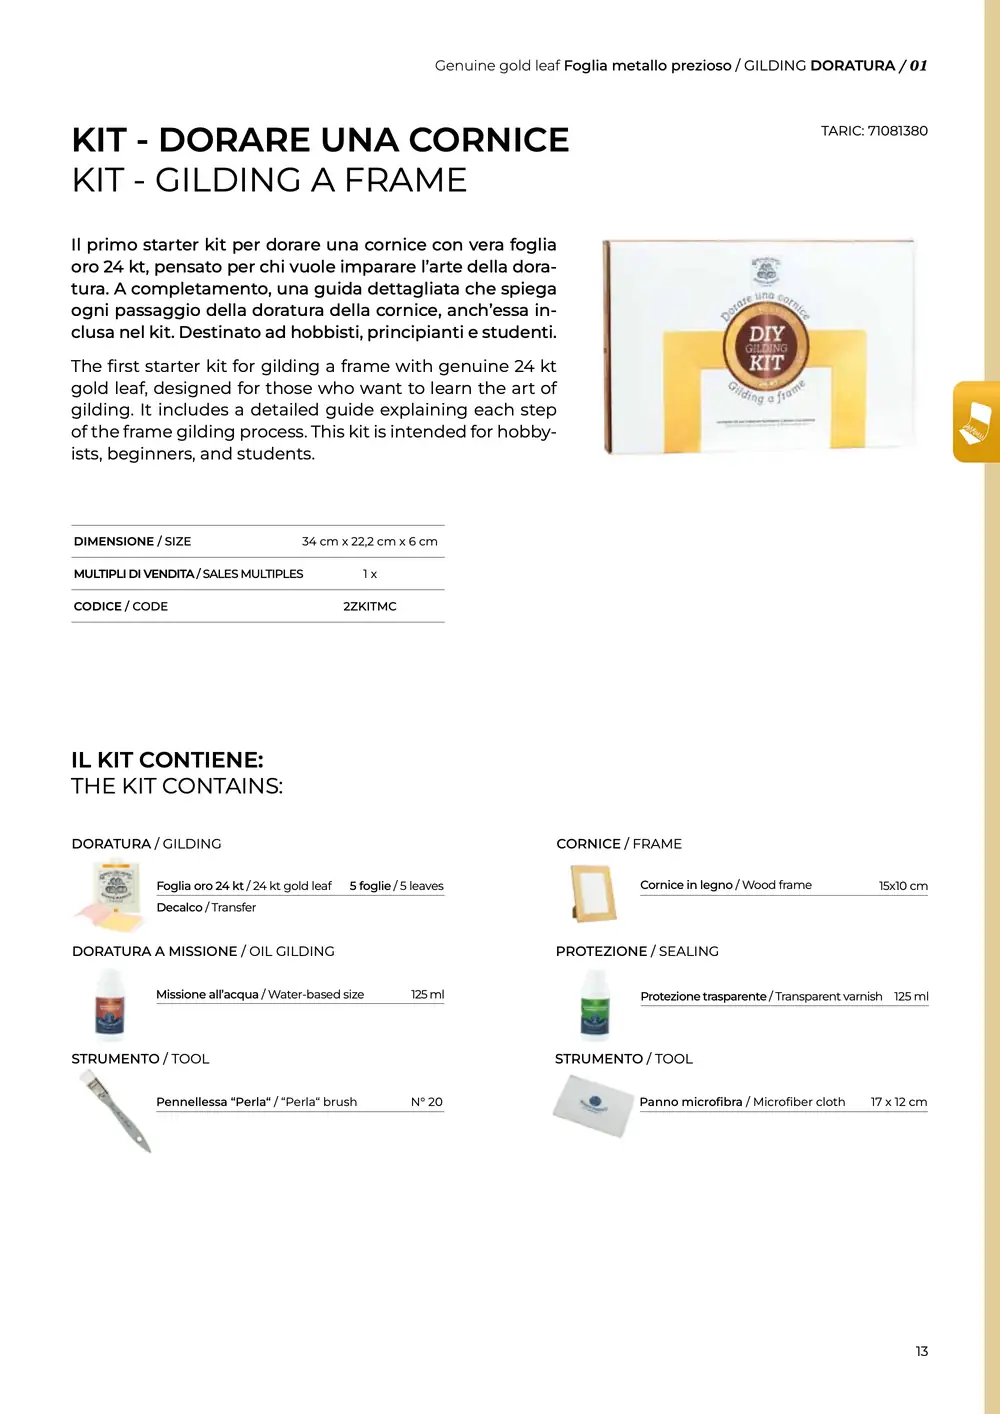 Genuine gold leaf Foglia metallo prezioso / GILDING DORATURA / 01
KIT - DORARE UNA CORNICE
TARIC: 71081380
KIT - GILDING A FRAME
Il primo starter kit per dorare una cornice con vera foglia
oro 24 kt, pensato per chi vuole imparare l’arte della dora-
tura. A completamento, una guida dettagliata che spiega
ogni passaggio della doratura della cornice, anch’essa in-
clusa nel kit. Destinato ad hobbisti, principianti e studenti.
The first starter kit for gilding a frame with genuine 24 kt
gold leaf, designed for those who want to learn the art of
gilding. It includes a detailed guide explaining each step
of the frame gilding process. This kit is intended for hobby-
ists, beginners, and students.
Dorare una cornice
DIY
GILDING
KIT
Gilding a frame
DIMENSIONE / SIZE 34 cm x 22,2 cm x 6 cm
MULTIPLI DI VENDITA / SALES MULTIPLES 1 x
CODICE / CODE 2ZKITMC
IL KIT CONTIENE:
THE KIT CONTAINS:
DORATURA / GILDING
Foglia oro 24 kt / 24 kt gold leaf 5 foglie / 5 leaves
Decalco / Transfer
CORNICE / FRAME
Cornice in legno / Wood frame 15x10 cm
DORATURA A MISSIONE / OIL GILDING
Missione all’acqua / Water-based size 125 ml
PROTEZIONE / SEALING
Protezione trasparente / Transparent varnish 125 ml
STRUMENTO / TOOL
Pennellessa “Perla“ / “Perla“ brush N° 20
STRUMENTO / TOOL
Panno microfibra / Microfiber cloth 17 x 12 cm
13